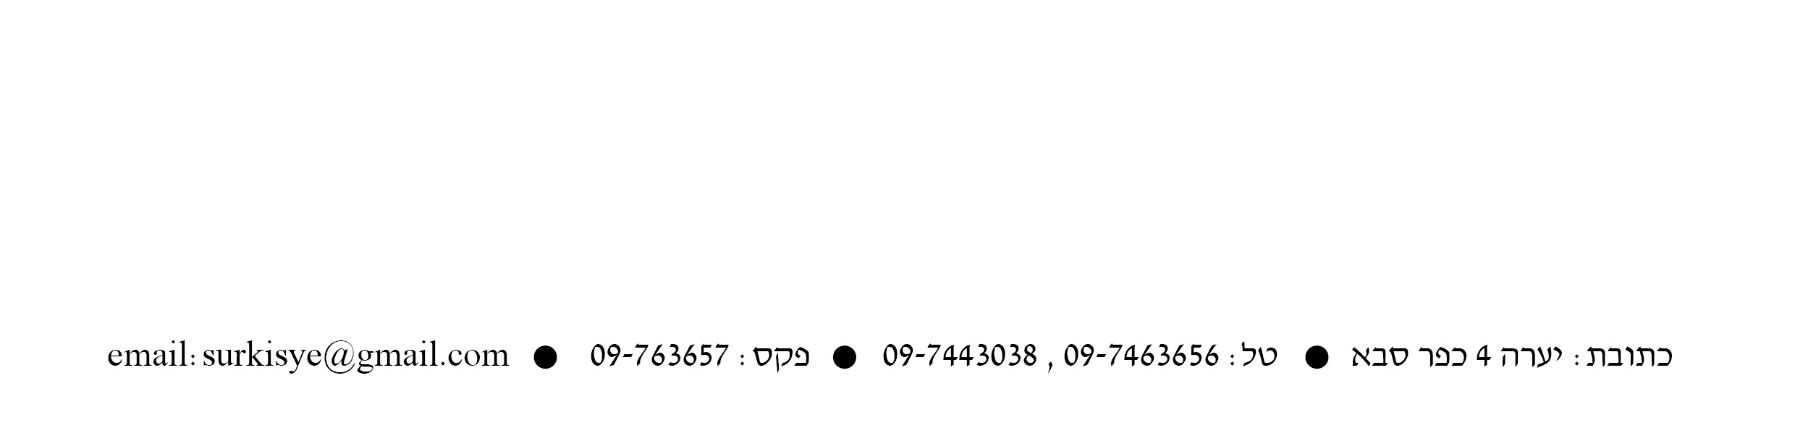 כתובת : יערה 4 כפר סבא ● טל : 09-7463656 , 09-7443038 ● פקס : 09-763657 ● email: surkisye@gmail.com